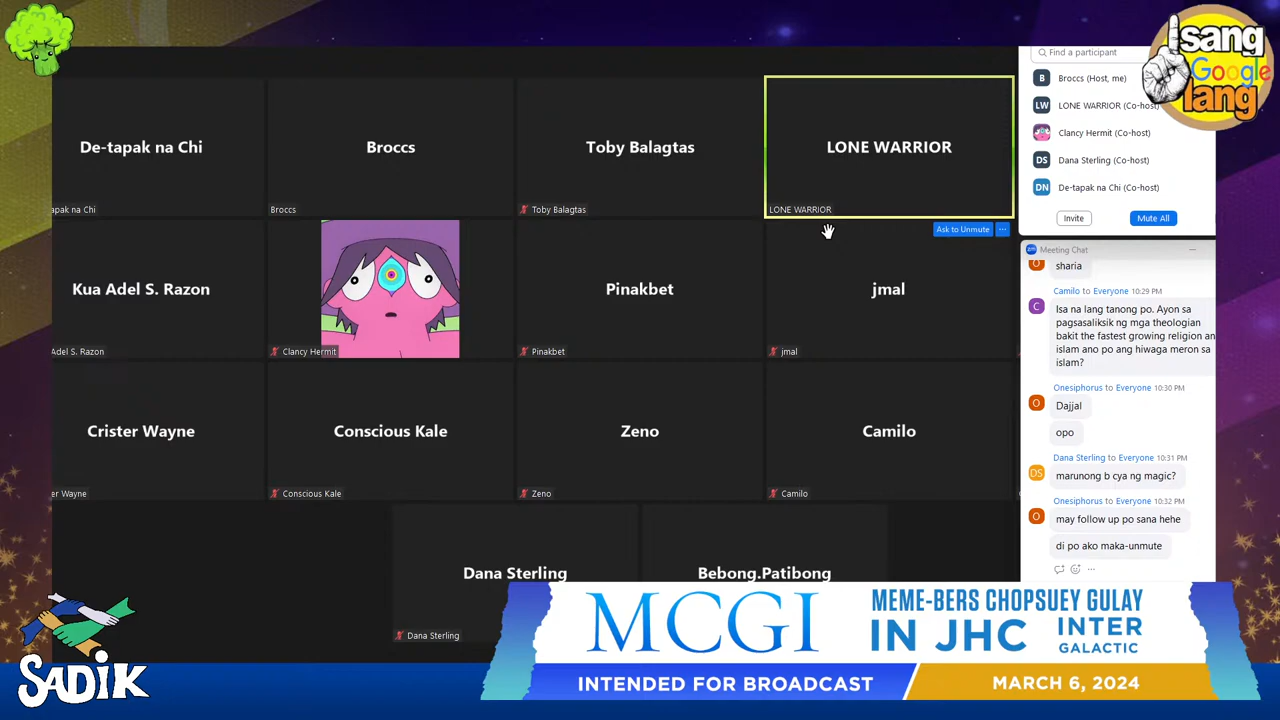 Isang
Google
lang
De-tapak na Chi
apak na Chi
Broccs
Broccs
Toby Balagtas
Toby Balagtas
LONE WARRIOR
LONE WARRIOR
Kua Adel S. Razon
Adel S. Razon
Clancy Hermit
Pinakbet
Pinakbet
Ask to Unmute
...
jmal
jmal
Crister Wayne
er Wayne
Conscious Kale
Conscious Kale
Zeno
Zeno
Camilo
Camilo
Dana Sterling
Dana Sterling
Bebong.Patibong
Find a participant
B Broccs (Host, me)
LW LONE WARRIOR (Co-host)
Clancy Hermit (Co-host)
DS Dana Sterling (Co-host)
DN De-tapak na Chi (Co-host)
Invite
Mute All
zm Meeting Chat
O sharia
Camilo to Everyone 10:29 PM
C Isa na lang tanong po. Ayon sa
pagsasaliksik ng mga theologian
bakit the fastest growing religion an
islam ano po ang hiwaga meron sa
islam?
Onesiphorus to Everyone 10:30 PM
O Dajjal
opo
Dana Sterling to Everyone 10:31 PM
DS marunong b cya ng magic?
Onesiphorus to Everyone 10:32 PM
O may follow up po sana hehe
di po ako maka-unmute
SADIK
MCGI
MEME-BERS CHOPSUEY GULAY
IN JHC INTER
GALACTIC
INTENDED FOR BROADCAST
MARCH 6, 2024